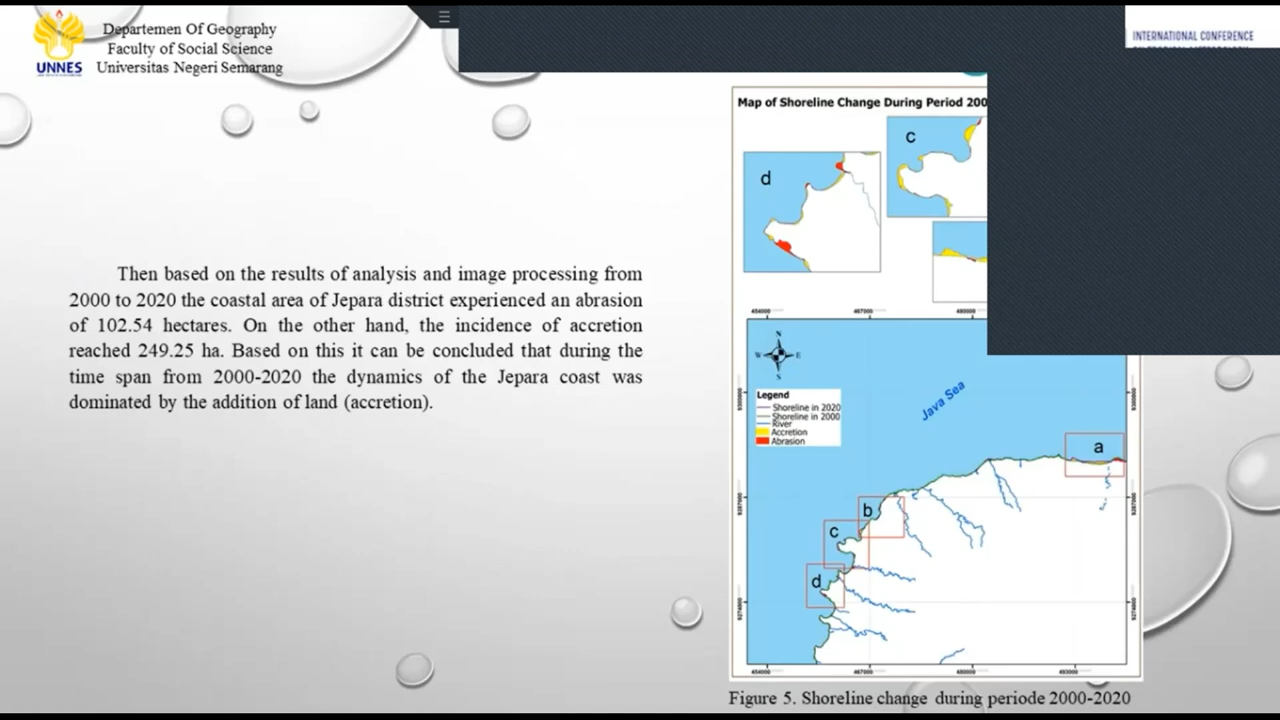 Departemen Of Geography
Faculty of Social Science
Universitas Negeri Semarang
UNNES
INTERNATIONAL CONFERENCE
Then based on the results of analysis and image processing from
2000 to 2020 the coastal area of Jepara district experienced an abrasion
of 102.54 hectares. On the other hand, the incidence of accretion
reached 249.25 ha. Based on this it can be concluded that during the
time span from 2000-2020 the dynamics of the Jepara coast was
dominated by the addition of land (accretion).
Map of Shoreline Change During Period 200
c
d
454000 467000 480000
N
W E
S
Java Sea
Legend
Shoreline in 2020
Shoreline in 2000
River
Accretion
Abrasion
a
b
c
d
9300000 9300000
9287000 9287000
9274000 9274000
454000 467000 480000 493000
Figure 5. Shoreline change during periode 2000-2020